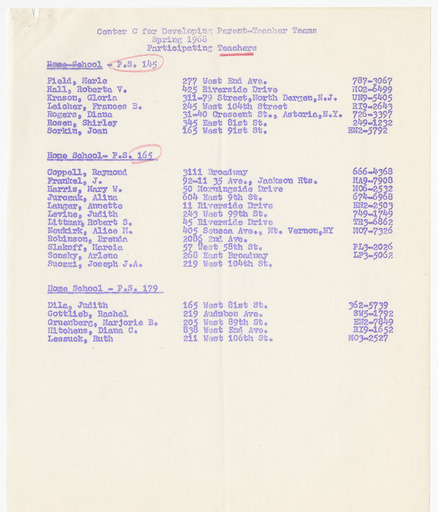 Center C for Developing Parent-Teacher Teams
Spring 1968
Participating Teachers
Home School - P.S. 145
Field, Merle 277 West End Ave. 787-3067
Hall, Roberta V. 425 Riverside Drive MO2-6499
Krason, Gloria 311-79 Street, North Bergen, N.J. UN9-5405
Leicher, Frances B. 245 West 104th Street RI9-2643
Rogers, Diana 31-40 Crescent St., Astoria, N.Y. 726-3397
Rosen, Shirley 345 East 81st St. 249-1232
Sorkin, Joan 165 West 91st St. EN2-5792
Home School- P.S. 165
Coppell, Raymond 3111 Broadway 666-4368
Frankel, J. 92-11 35 Ave., Jackson Hts. HA9-7908
Harris, Mary W. 50 Morningside Drive MO6-2532
Jurczak, Alina 604 East 9th St. 674-6968
Langer, Annette 11 Riverside Drive EN2-2503
Levine, Judith 243 West 99th St. 749-1749
Littman, Robert S. 45 Riverside Drive TR3-6862
Neukirk, Alice H. 405 Seneca Ave., Mt. Vernon, NY MO7-7326
Robinson, Brenda 2086 2nd Ave.
Slakoff, Marcia 57 West 58th St. PL3-2026
Sonsky, Arlene 268 East Broadway LF3-5062
Suozzi, Joseph J.A. 219 West 104th St.
Home School - P.S. 179
Dila, Judith 165 West 81st St. 362-5739
Gottlieb, Rachel 219 Audubon Ave. SW5-1792
Gruenberg, Marjorie B. 205 West 89th St. EN2-7849
Hitchens, Diana C. 838 West End Ave. RI9-1652
Lessuck, Ruth 211 West 106th St. MO3-2527